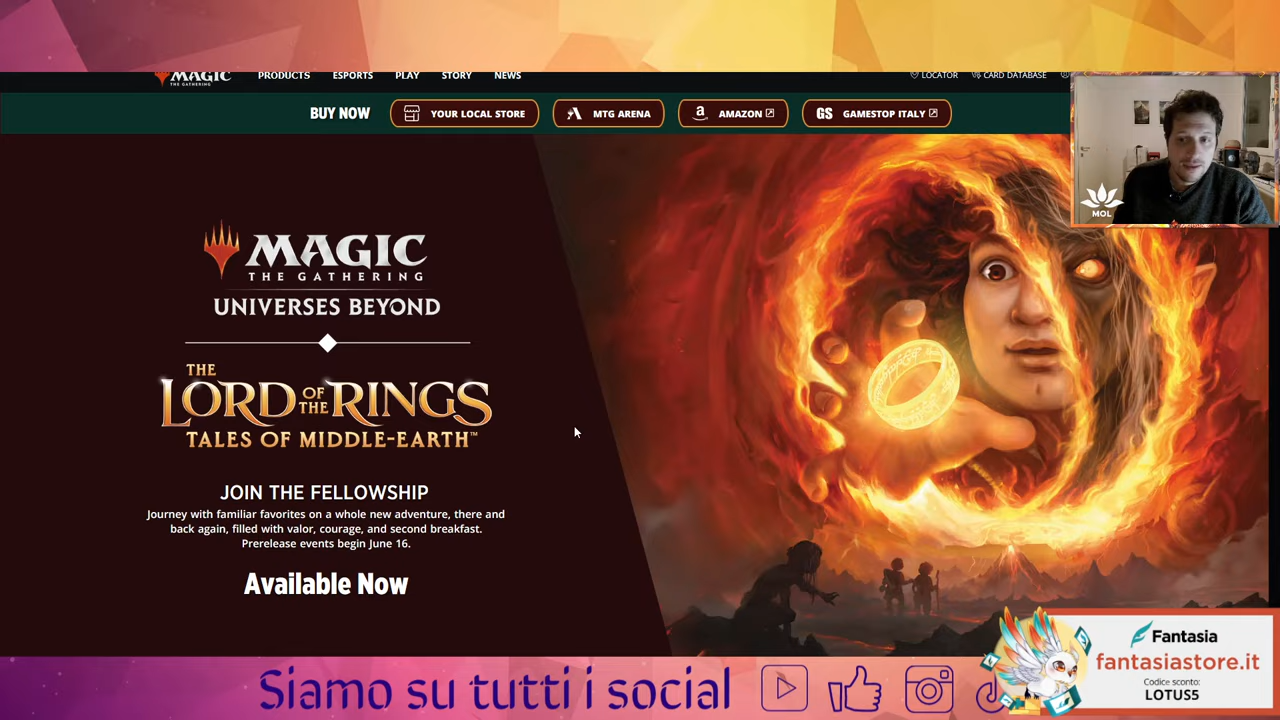 MAGIC
THE GATHERING
PRODUCTS ESPORTS PLAY STORY NEWS
LOCATOR CARD DATABASE
BUY NOW YOUR LOCAL STORE MTG ARENA a AMAZON GS GAMESTOP ITALY
MOL
MAGIC
THE GATHERING
UNIVERSES BEYOND
THE
LORD OF THE RINGS
TALES OF MIDDLE-EARTH™
JOIN THE FELLOWSHIP
Journey with familiar favorites on a whole new adventure, there and
back again, filled with valor, courage, and second breakfast.
Prerelease events begin June 16.
Available Now
Siamo su tutti i social
Fantasia
fantasiastore.it
Codice sconto:
LOTUS5